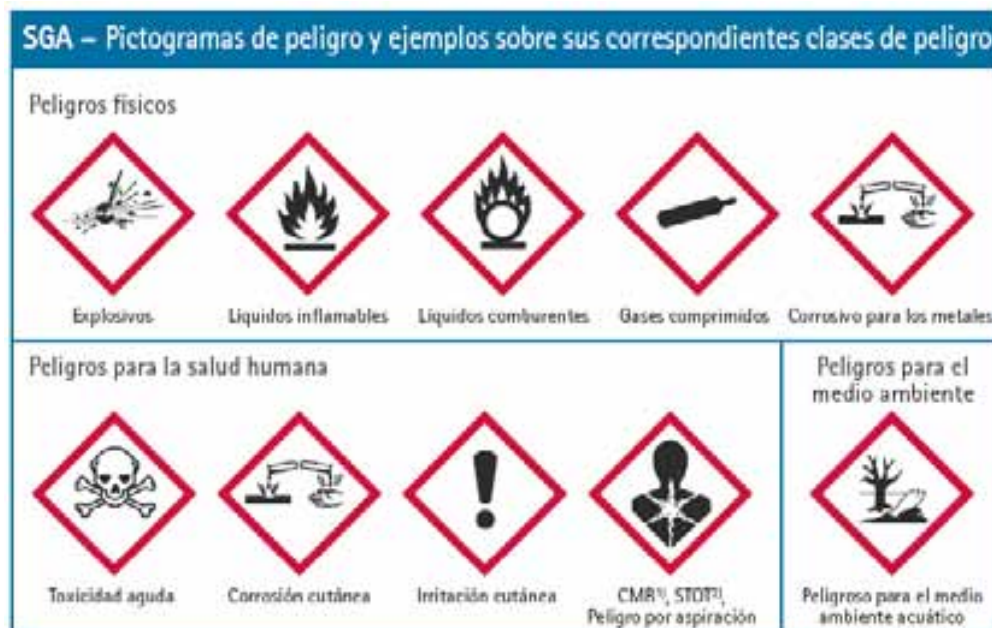 SGA – Pictogramas de peligro y ejemplos sobre sus correspondientes clases de peligro
Peligros físicos
Explosivos
Líquidos inflamables
Líquidos comburentes
Gases comprimidos
Corrosivo para los metales
Peligros para la salud humana
Peligros para el
medio ambiente
Toxicidad aguda
Corrosión cutánea
Irritación cutánea
CMR¹⁾, STOT²⁾,
Peligro por aspiración
Peligroso para el medio
ambiente acuático